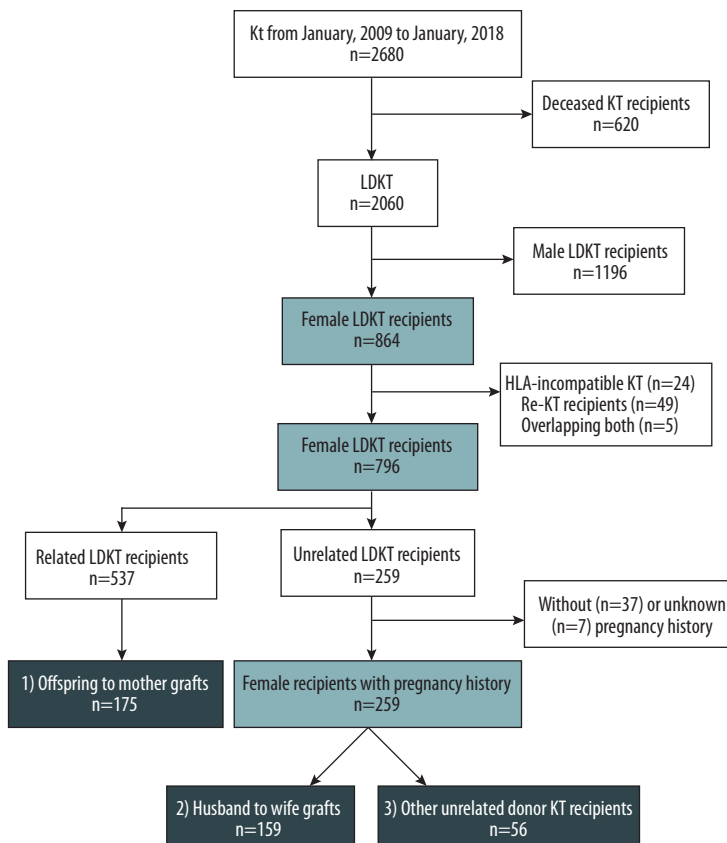 Kt from January, 2009 to January, 2018
n=2680
Deceased KT recipients
n=620
LDKT
n=2060
Male LDKT recipients
n=1196
Female LDKT recipients
n=864
HLA-incompatible KT (n=24)
Re-KT recipients (n=49)
Overlapping both (n=5)
Female LDKT recipients
n=796
Related LDKT recipients
n=537
Unrelated LDKT recipients
n=259
Without (n=37) or unknown
(n=7) pregnancy history
1) Offspring to mother grafts
n=175
Female recipients with pregnancy history
n=259
2) Husband to wife grafts
n=159
3) Other unrelated donor KT recipients
n=56